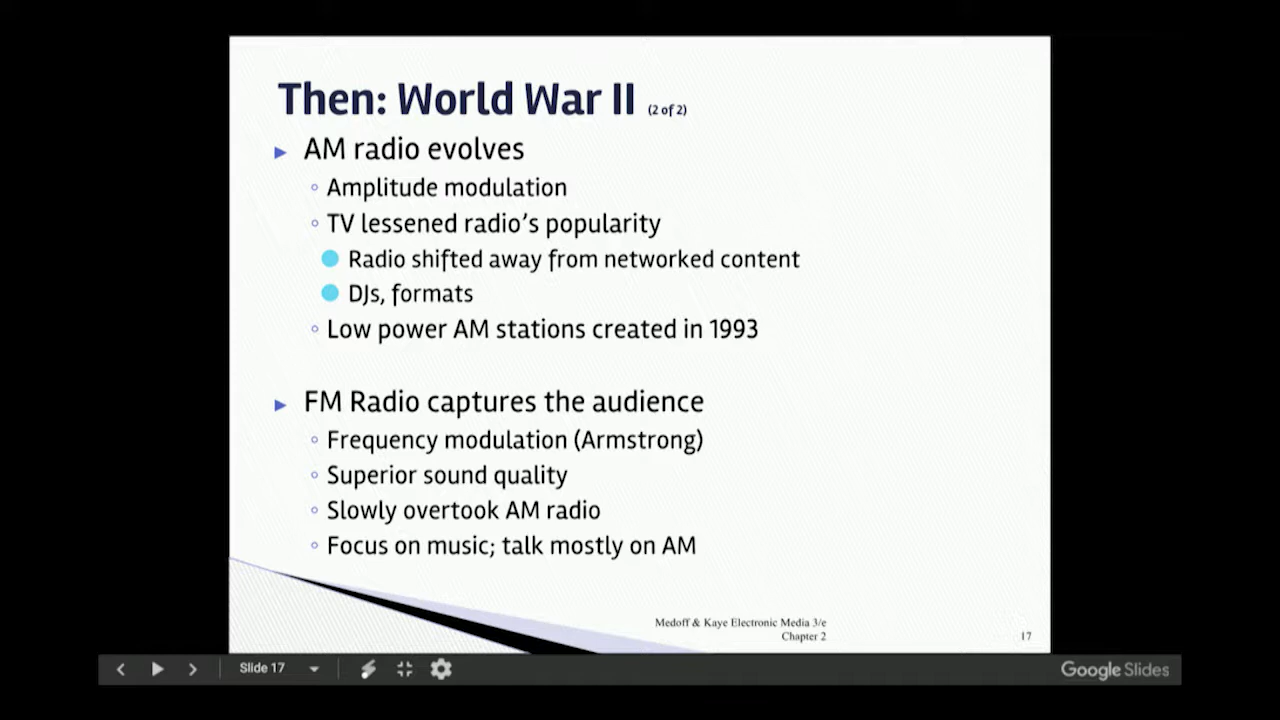 Then: World War II (2 of 2)
AM radio evolves
Amplitude modulation
TV lessened radio’s popularity
Radio shifted away from networked content
DJs, formats
Low power AM stations created in 1993
FM Radio captures the audience
Frequency modulation (Armstrong)
Superior sound quality
Slowly overtook AM radio
Focus on music; talk mostly on AM
Medoff & Kaye Electronic Media 3/e
Chapter 2
17
Slide 17
Google Slides